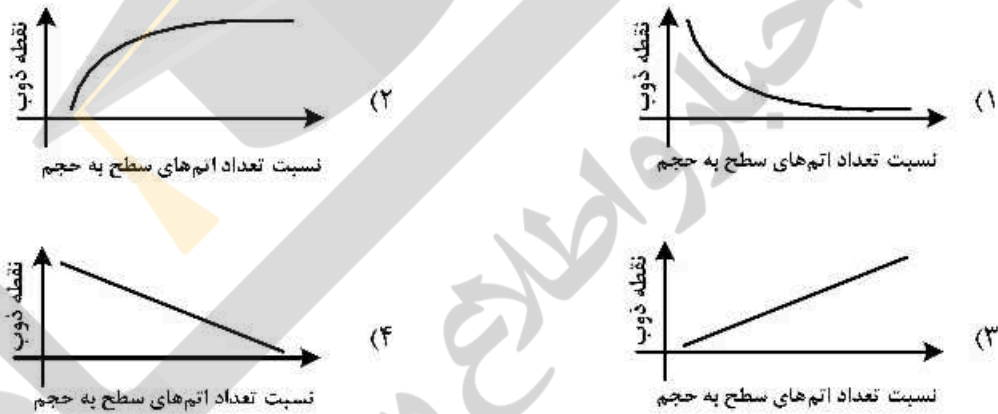 نقطه ذوب
نسبت تعداد اتم‌های سطح به حجم
(۱
نقطه ذوب
نسبت تعداد اتم‌های سطح به حجم
(۲
نقطه ذوب
نسبت تعداد اتم‌های سطح به حجم
(۳
نقطه ذوب
نسبت تعداد اتم‌های سطح به حجم
(۴